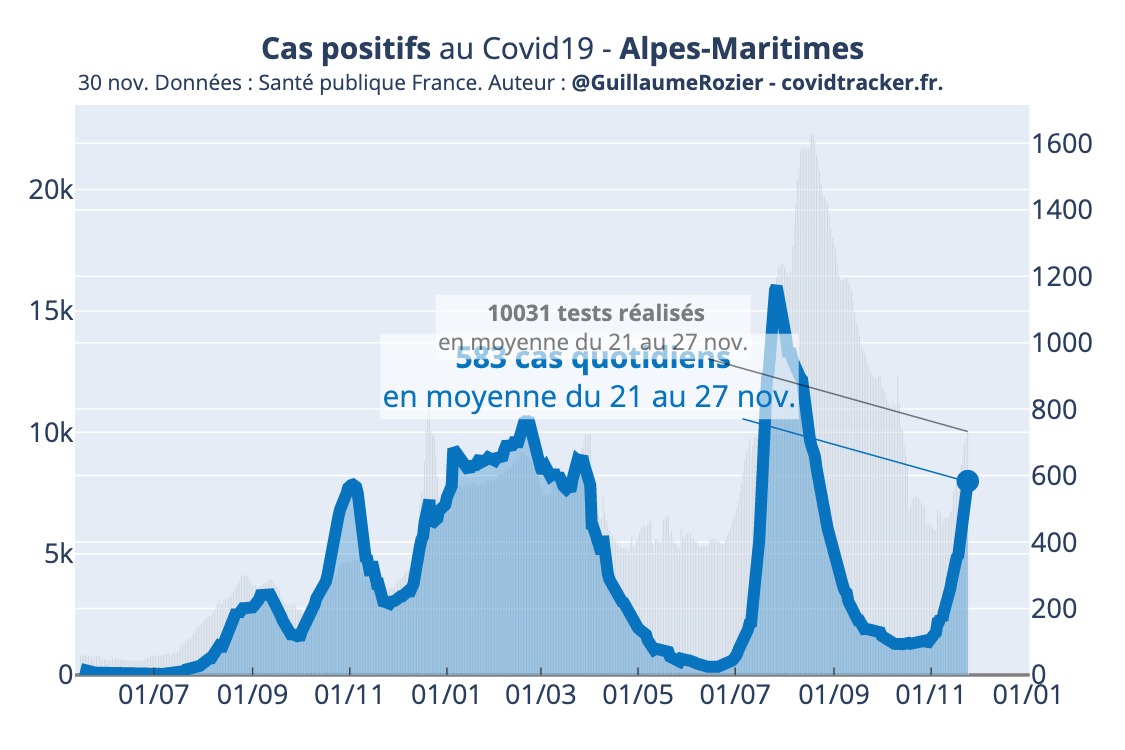 Cas positifs au Covid19 - Alpes-Maritimes
30 nov. Données : Santé publique France. Auteur : @GuillaumeRozier - covidtracker.fr.
1600
20k
1400
1200
15k
10031 tests réalisés
en moyenne du 21 au 27 nov.
1000
583 cas quotidiens
en moyenne du 21 au 27 nov.
800
10k
600
5k
400
200
0
0
01/07 01/09 01/11 01/01 01/03 01/05 01/07 01/09 01/11 01/01